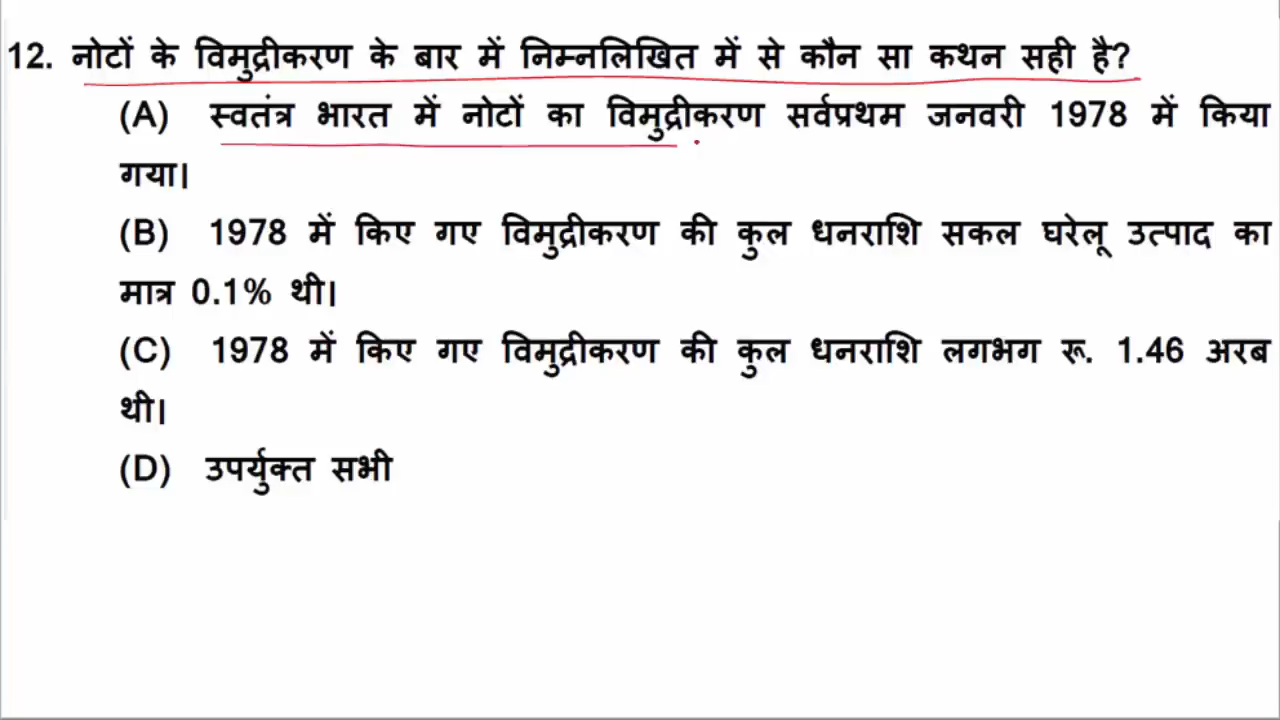 12. नोटों के विमुद्रीकरण के बार में निम्नलिखित में से कौन सा कथन सही है?
(A) स्वतंत्र भारत में नोटों का विमुद्रीकरण सर्वप्रथम जनवरी 1978 में किया
गया।
(B) 1978 में किए गए विमुद्रीकरण की कुल धनराशि सकल घरेलू उत्पाद का
मात्र 0.1% थी।
(C) 1978 में किए गए विमुद्रीकरण की कुल धनराशि लगभग रू. 1.46 अरब
थी।
(D) उपर्युक्त सभी